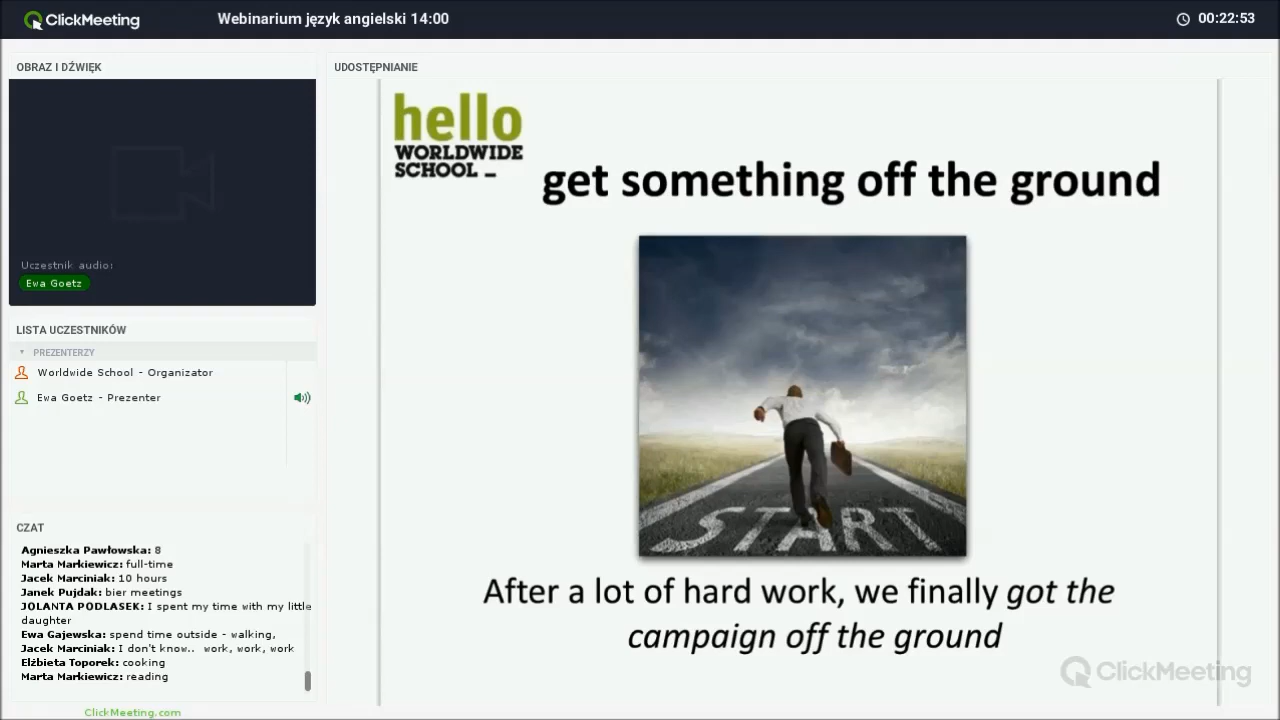 ClickMeeting
Webinarium język angielski 14:00
00:22:53
OBRAZ I DŹWIĘK
Uczestnik audio:
Ewa Goetz
LISTA UCZESTNIKÓW
PREZENTERZY
Worldwide School - Organizator
Ewa Goetz - Prezenter
CZAT
Agnieszka Pawłowska: 8
Marta Markiewicz: full-time
Jacek Marciniak: 10 hours
Janek Pujdak: bier meetings
JOLANTA PODLASEK: I spent my time with my little
daughter
Ewa Gajewska: spend time outside - walking,
Jacek Marciniak: I don't know.. work, work, work
Elżbieta Toporek: cooking
Marta Markiewicz: reading
ClickMeeting.com
UDOSTĘPNIANIE
hello
WORLDWIDE
SCHOOL _
get something off the ground
START
After a lot of hard work, we finally got the
campaign off the ground
ClickMeeting